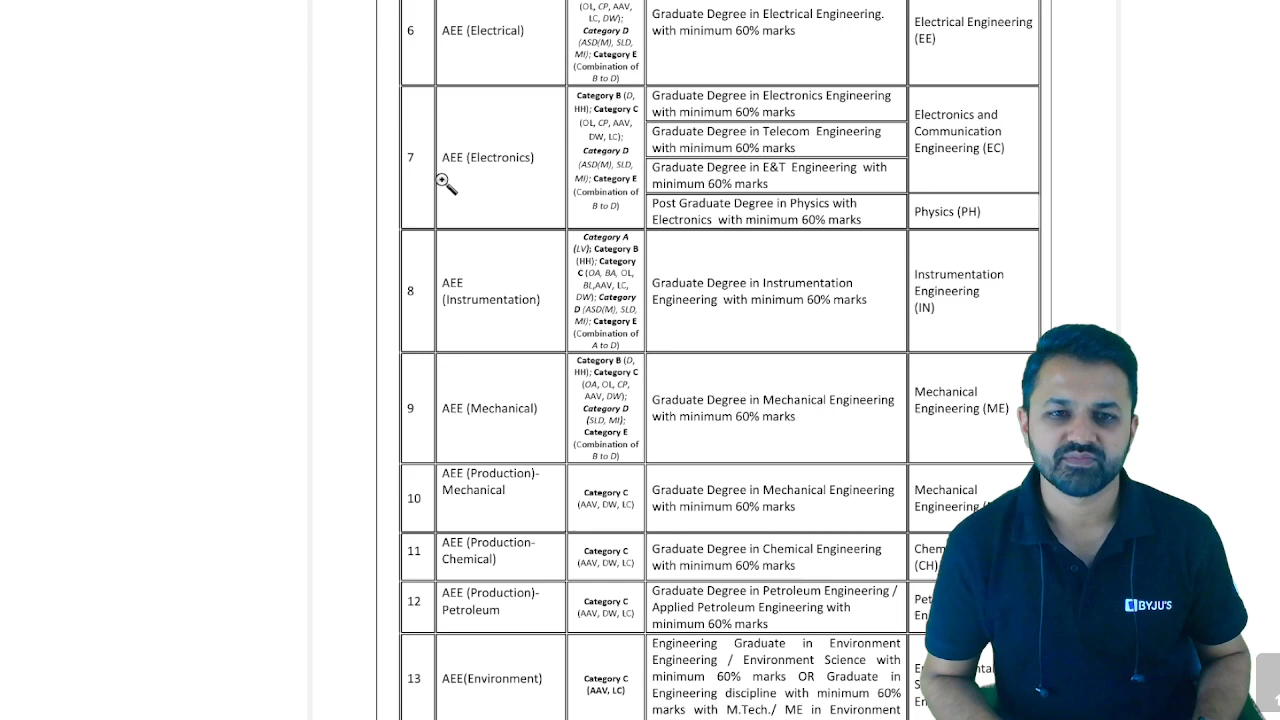 6
AEE (Electrical)
(OL, CP, AAV,
LC, DW);
Category D
(ASD(M), SLD,
MI); Category E
(Combination of
B to D)
Graduate Degree in Electrical Engineering.
with minimum 60% marks
Electrical Engineering
(EE)
7
AEE (Electronics)
Category B (D,
HH); Category C
(OL, CP, AAV,
DW, LC);
Category D
(ASD(M), SLD,
MI); Category E
(Combination of
B to D)
Graduate Degree in Electronics Engineering
with minimum 60% marks
Graduate Degree in Telecom Engineering
with minimum 60% marks
Graduate Degree in E&T Engineering with
minimum 60% marks
Electronics and
Communication
Engineering (EC)
Post Graduate Degree in Physics with
Electronics with minimum 60% marks
Physics (PH)
8
AEE
(Instrumentation)
Category A
(LV); Category B
(HH); Category
C (OA, BA, OL,
BL,AAV, LC,
DW); Category
D (ASD(M), SLD,
MI); Category E
(Combination of
A to D)
Graduate Degree in Instrumentation
Engineering with minimum 60% marks
Instrumentation
Engineering
(IN)
9
AEE (Mechanical)
Category B (D,
HH); Category C
(OA, OL, CP,
AAV, DW);
Category D
(SLD, MI);
Category E
(Combination of
B to D)
Graduate Degree in Mechanical Engineering
with minimum 60% marks
Mechanical
Engineering (ME)
10
AEE (Production)-
Mechanical
Category C
(AAV, DW, LC)
Graduate Degree in Mechanical Engineering
with minimum 60% marks
Mechanical
Engineering
11
AEE (Production-
Chemical)
Category C
(AAV, DW, LC)
Graduate Degree in Chemical Engineering
with minimum 60% marks
Chem
(CH)
12
AEE (Production)-
Petroleum
Category C
(AAV, DW, LC)
Graduate Degree in Petroleum Engineering /
Applied Petroleum Engineering with
minimum 60% marks
Pet
En
13
AEE(Environment)
Category C
(AAV, LC)
Engineering Graduate in Environment
Engineering / Environment Science with
minimum 60% marks OR Graduate in
Engineering discipline with minimum 60%
marks with M.Tech./ ME in Environment
BYJU'S